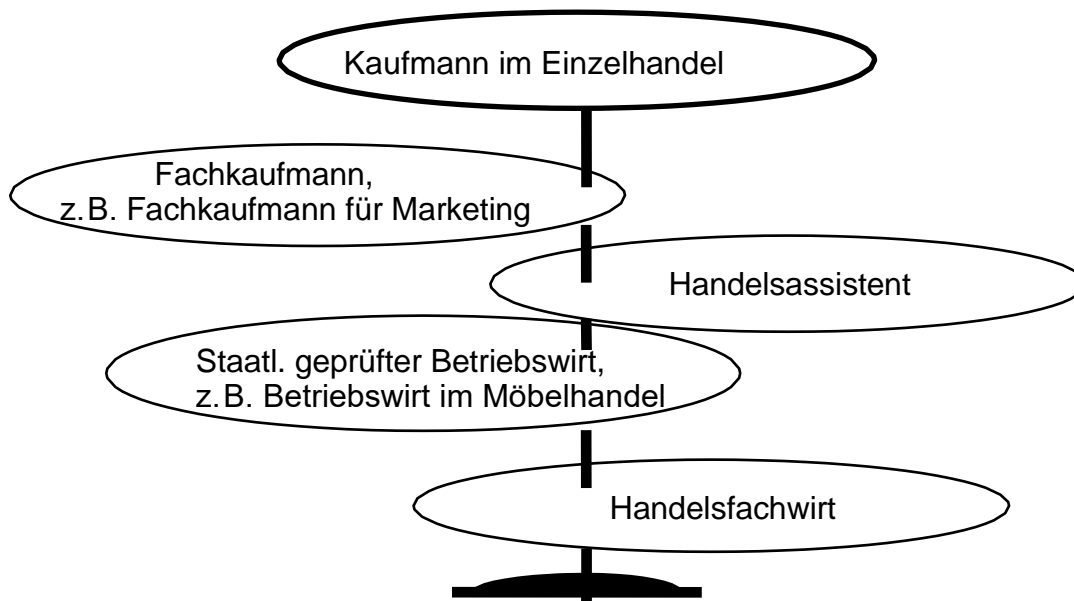 Kaufmann im Einzelhandel
Fachkaufmann,
z.B. Fachkaufmann für Marketing
Handelsassistent
Staatl. geprüfter Betriebswirt,
z.B. Betriebswirt im Möbelhandel
Handelsfachwirt